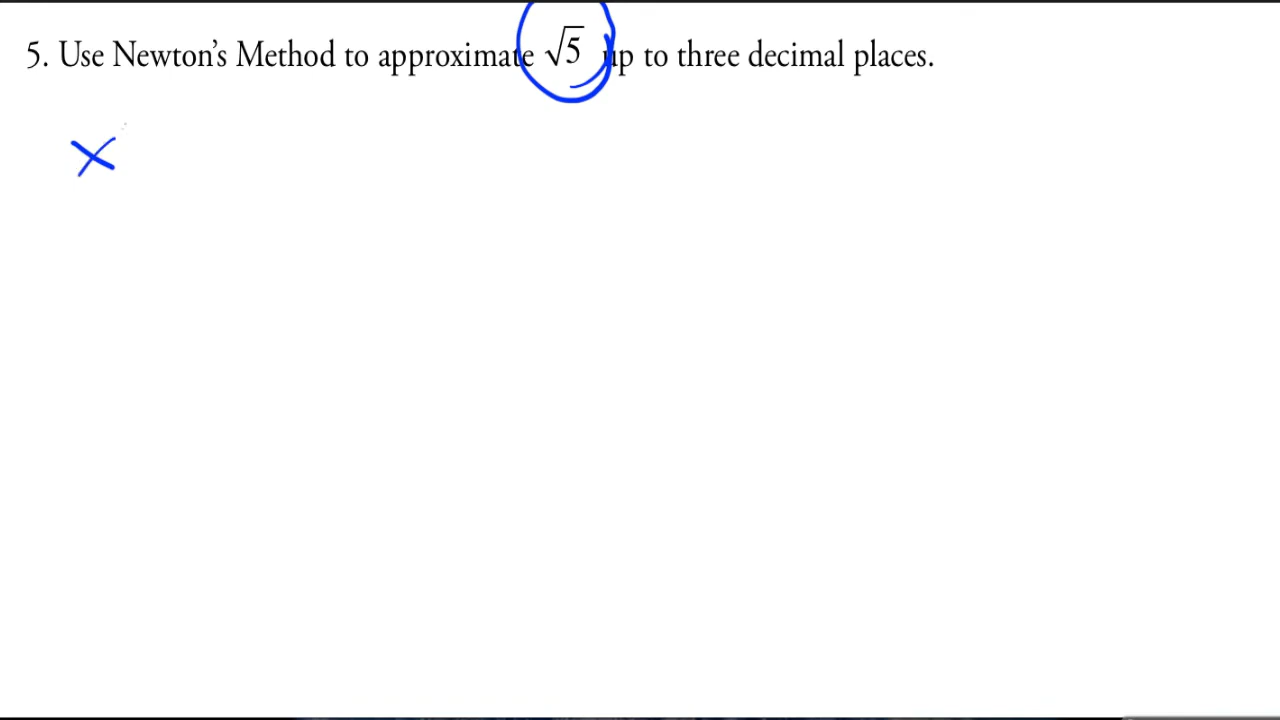 5. Use Newton’s Method to approximate √5 up to three decimal places.
x